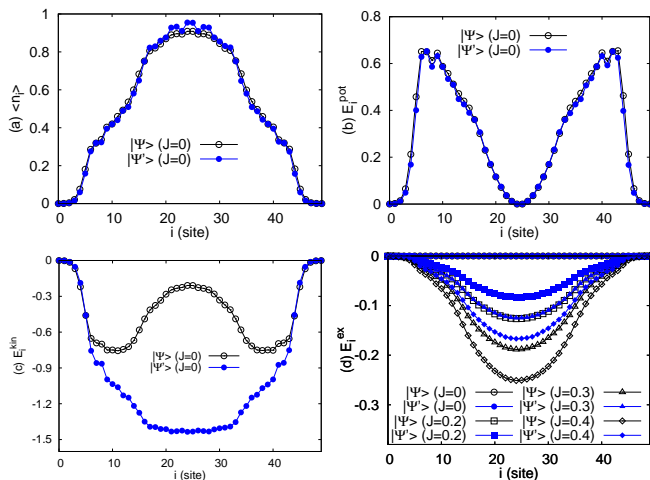 1
0.8
0.6
0.4
0.2
0
(a) <n_i>
|Ψ> (J=0)
|Ψ'> (J=0)
0 10 20 30 40
i (site)
0.8
0.6
0.4
0.2
0
(b) E_i^pot
|Ψ> (J=0)
|Ψ'> (J=0)
0 10 20 30 40
i (site)
0
-0.3
-0.6
-0.9
-1.2
-1.5
(c) E_i^kin
|Ψ> (J=0)
|Ψ'> (J=0)
0 10 20 30 40
i (site)
-0
-0.1
-0.2
-0.3
(d) E_i^ex
|Ψ> (J=0)
|Ψ'> (J=0)
|Ψ> (J=0.2)
|Ψ'> (J=0.2)
|Ψ> (J=0.3)
|Ψ'> (J=0.3)
|Ψ> (J=0.4)
|Ψ'> (J=0.4)
0 10 20 30 40
i (site)